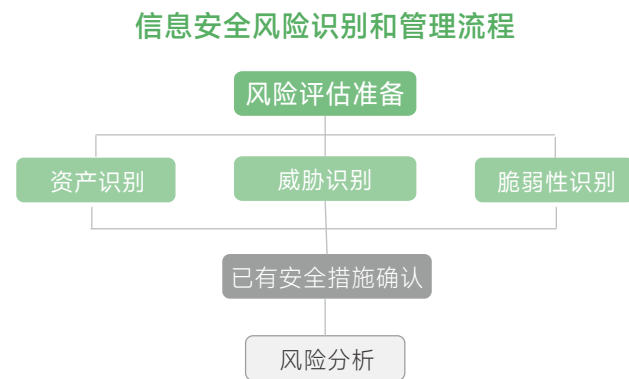 信息安全风险识别和管理流程
风险评估准备
资产识别
威胁识别
脆弱性识别
已有安全措施确认
风险分析